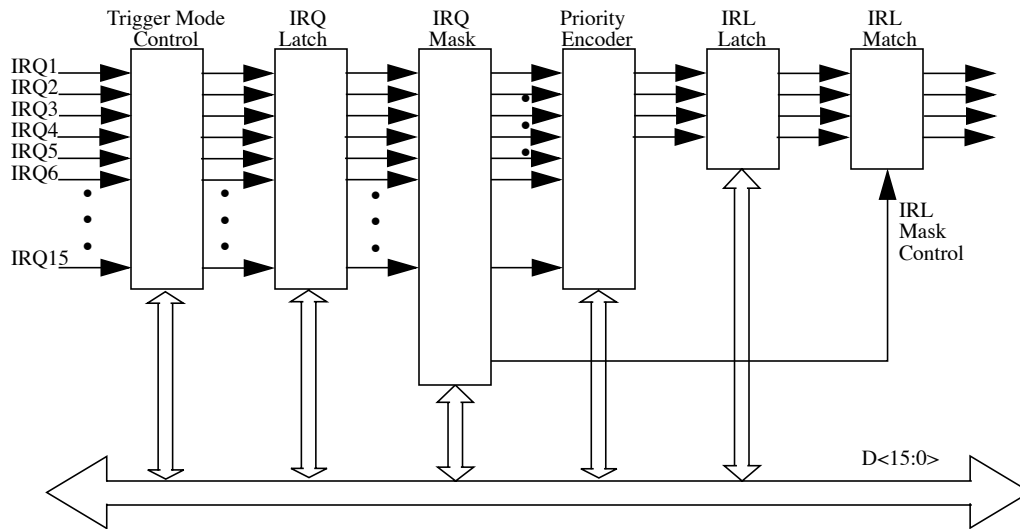 Trigger Mode
Control
IRQ
Latch
IRQ
Mask
Priority
Encoder
IRL
Latch
IRL
Match
IRQ1
IRQ2
IRQ3
IRQ4
IRQ5
IRQ6
IRQ15
IRL
Mask
Control
D<15:0>